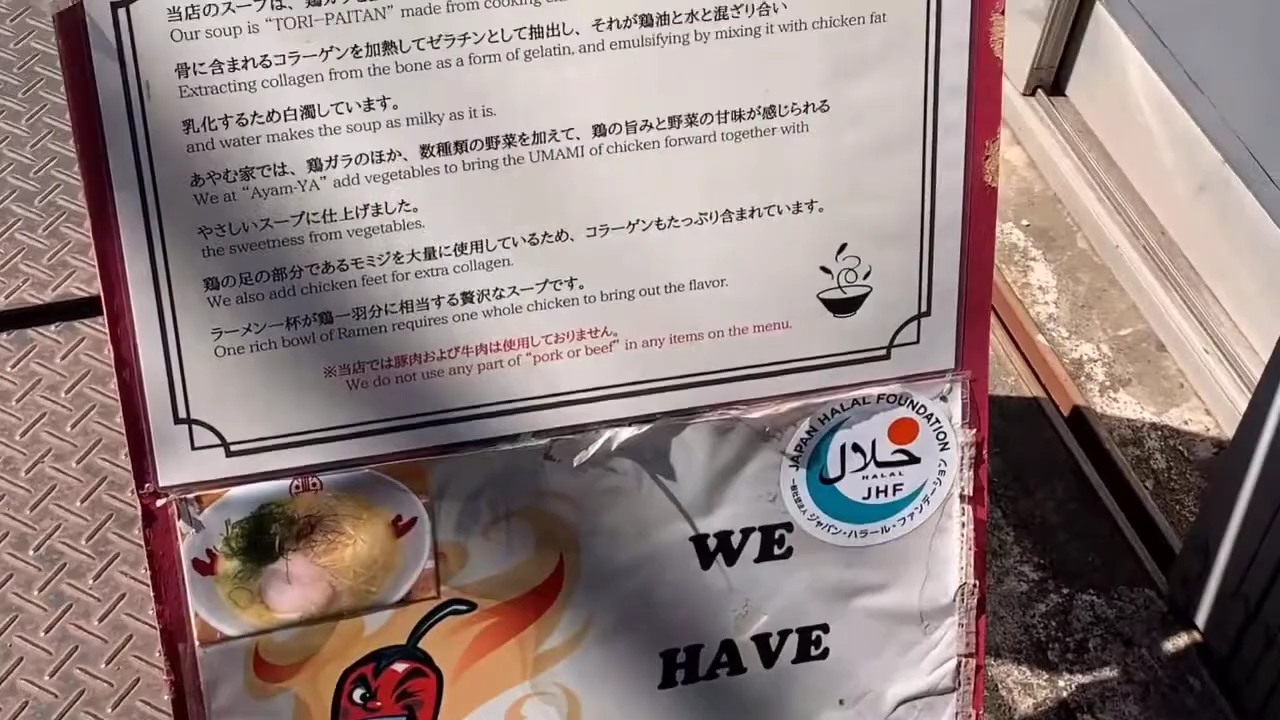 当店のスープは、鶏ガラ
Our soup is “TORI-PAITAN” made from cooking
骨に含まれるコラーゲンを加熱してゼラチンとして抽出し、それが鶏油と水と混ざり合い
Extracting collagen from the bone as a form of gelatin, and emulsifying by mixing it with chicken fat
乳化するため白濁しています。
and water makes the soup as milky as it is.
あやむ家では、鶏ガラのほか、数種類の野菜を加えて、鶏の旨みと野菜の甘味が感じられる
We at “Ayam-YA” add vegetables to bring the UMAMI of chicken forward together with
やさしいスープに仕上げました。
the sweetness from vegetables.
鶏の足の部分であるモミジを大量に使用しているため、コラーゲンもたっぷり含まれています。
We also add chicken feet for extra collagen.
ラーメン一杯が鶏一羽分に相当する贅沢なスープです。
One rich bowl of Ramen requires one whole chicken to bring out the flavor.
※当店では豚肉および牛肉は使用しておりません。
We do not use any part of “pork or beef” in any items on the menu.
JAPAN HALAL FOUNDATION
حلال
HALAL
JHF
一般社団法人 ジャパン・ハラール・ファンデーション
WE
HAVE